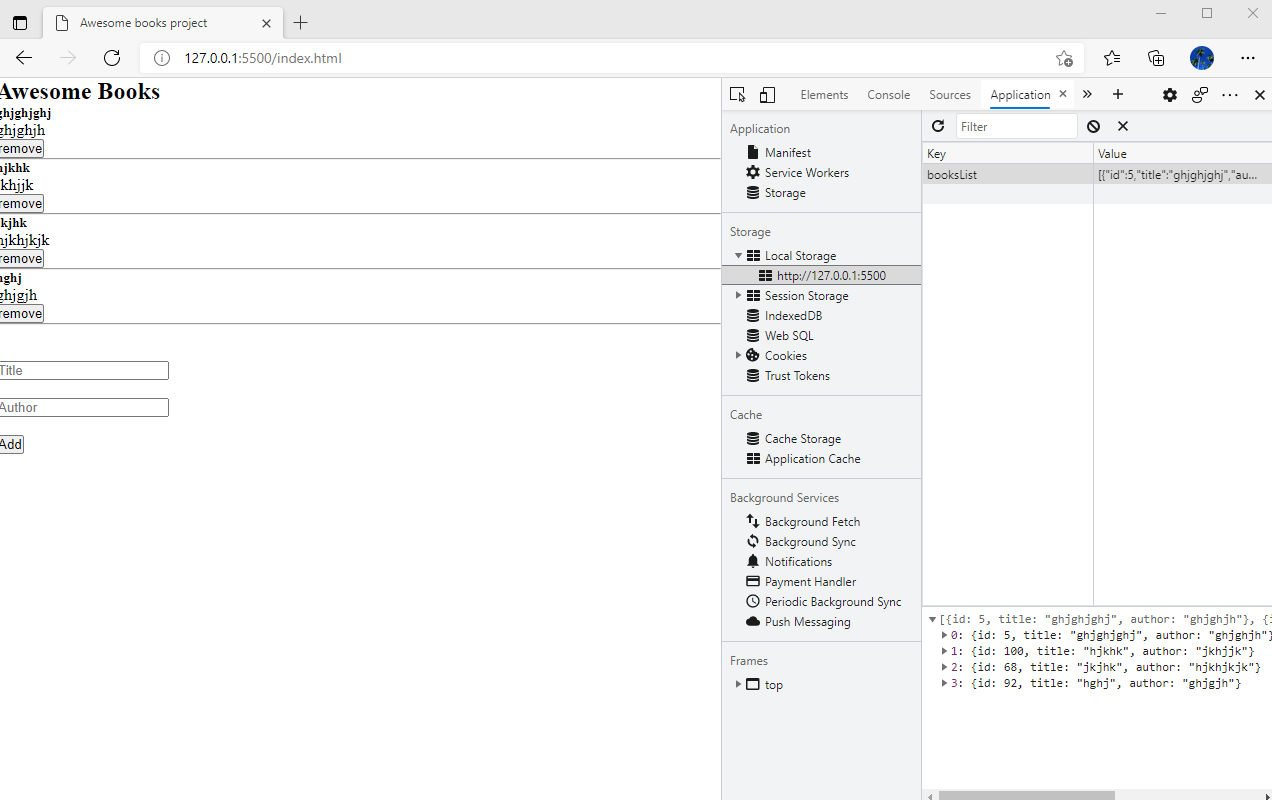 Awesome books project
127.0.0.1:5500/index.html
Awesome Books
ghjghjghj
ghjghjh
remove
hjkhk
jkhjjk
remove
jkjhk
hjkhjkjk
remove
hghj
ghjgjh
remove
Title
Author
Add
Elements Console Sources Application
Application
Manifest
Service Workers
Storage
Storage
Local Storage
http://127.0.0.1:5500
Session Storage
IndexedDB
Web SQL
Cookies
Trust Tokens
Cache
Cache Storage
Application Cache
Background Services
Background Fetch
Background Sync
Notifications
Payment Handler
Periodic Background Sync
Push Messaging
Frames
top
Filter
Key Value
booksList [{"id":5,"title":"ghjghjghj","au...
[{id: 5, title: "ghjghjghj", author: "ghjghjh"}, {i
0: {id: 5, title: "ghjghjghj", author: "ghjghjh"}
1: {id: 100, title: "hjkhk", author: "jkhjjk"}
2: {id: 68, title: "jkjhk", author: "hjkhjkjk"}
3: {id: 92, title: "hghj", author: "ghjgjh"}